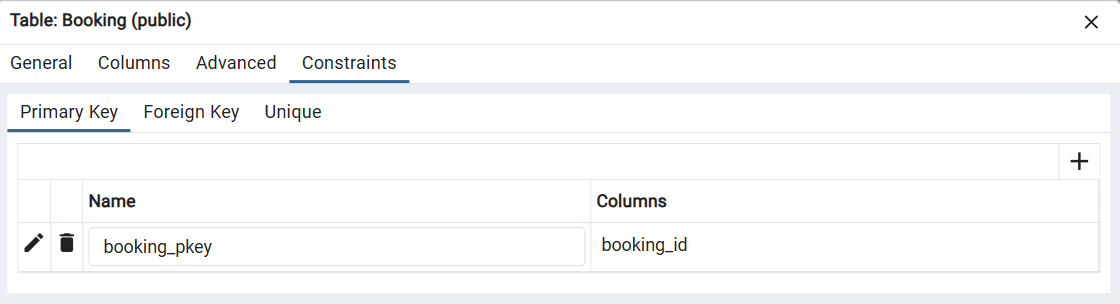 Table: Booking (public)
General Columns Advanced Constraints
Primary Key Foreign Key Unique
Name Columns
booking_pkey booking_id